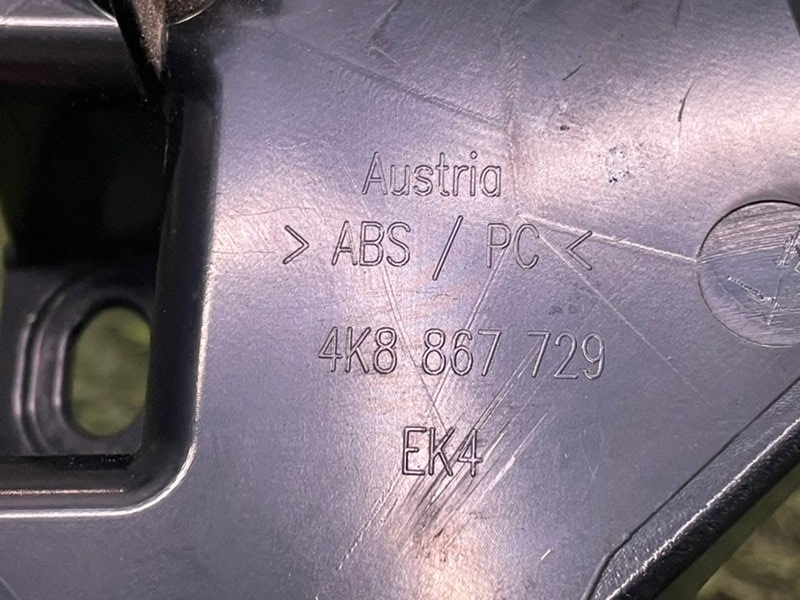 Austria
> ABS / PC <
4K8 867 729
EK4